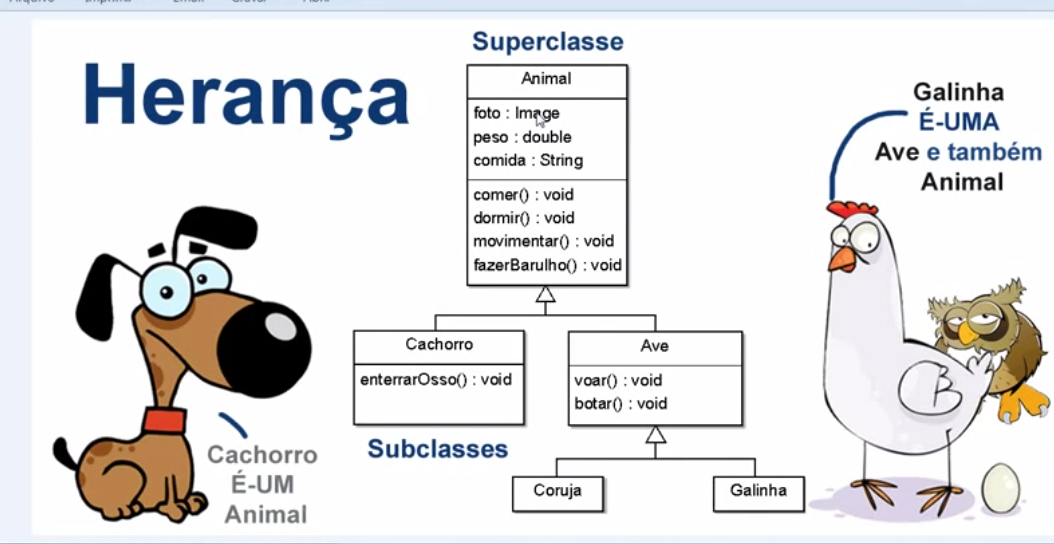 Herança
Superclasse
Animal
foto : Image
peso : double
comida : String
comer() : void
dormir() : void
movimentar() : void
fazerBarulho() : void
Cachorro
enterrarOsso() : void
Ave
voar() : void
botar() : void
Subclasses
Coruja
Galinha
Cachorro
É-UM
Animal
Galinha
É-UMA
Ave e também
Animal